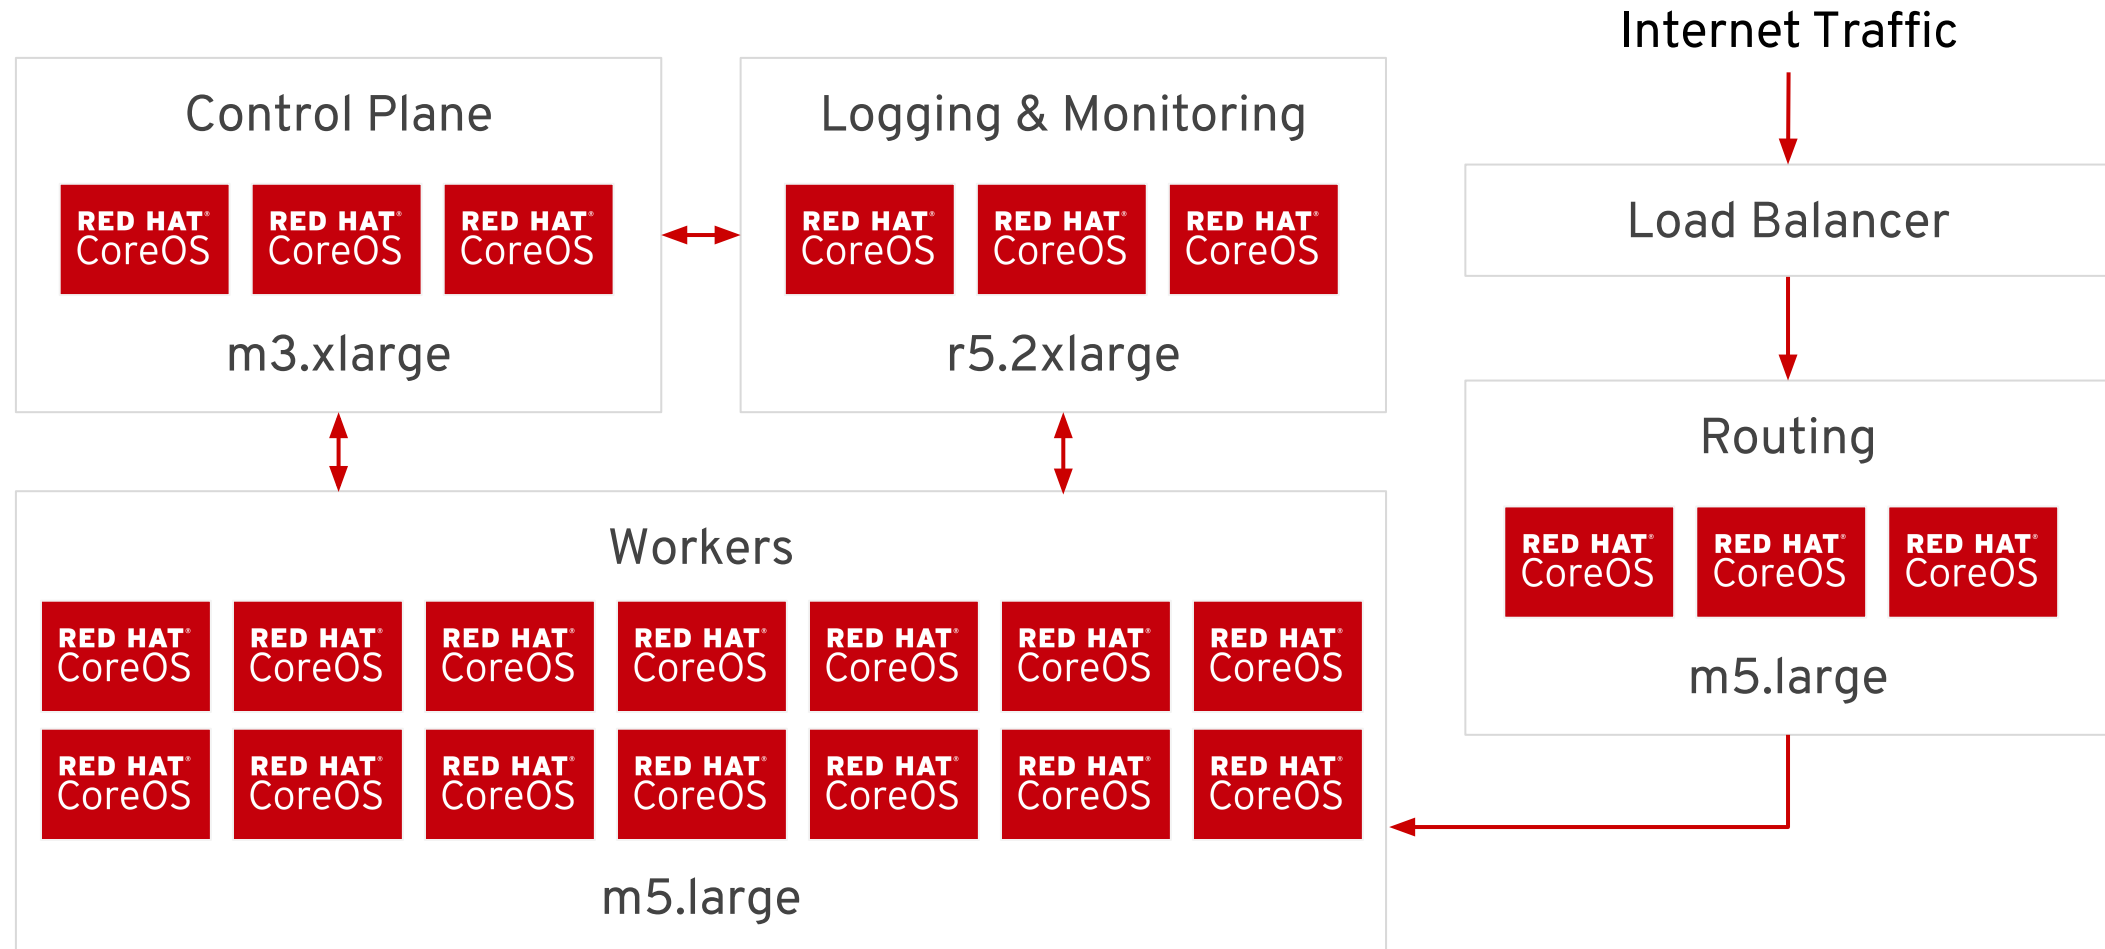 Internet Traffic
Control Plane
RED HAT® RED HAT® RED HAT®
CoreOS CoreOS CoreOS
m3.xlarge
Logging & Monitoring
RED HAT® RED HAT® RED HAT®
CoreOS CoreOS CoreOS
r5.2xlarge
Load Balancer
Routing
RED HAT® RED HAT® RED HAT®
CoreOS CoreOS CoreOS
m5.large
Workers
RED HAT® RED HAT® RED HAT® RED HAT® RED HAT® RED HAT® RED HAT®
CoreOS CoreOS CoreOS CoreOS CoreOS CoreOS CoreOS
RED HAT® RED HAT® RED HAT® RED HAT® RED HAT® RED HAT® RED HAT®
CoreOS CoreOS CoreOS CoreOS CoreOS CoreOS CoreOS
m5.large